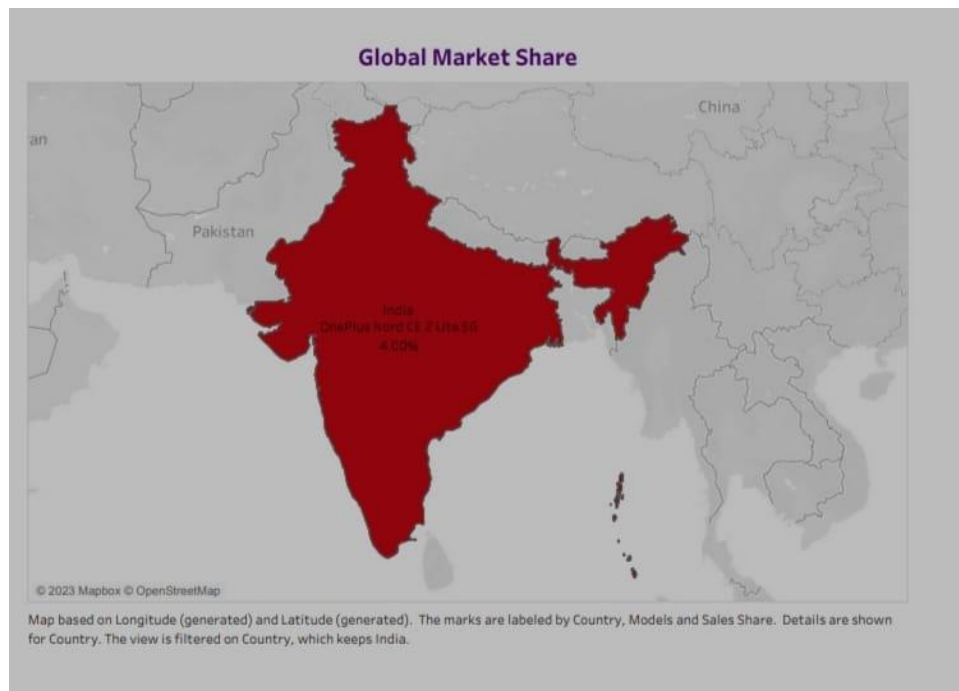 Global Market Share
China
an
Pakistan
India
OnePlus Nord CE 2 Lite 5G
4.00%
© 2023 Mapbox © OpenStreetMap
Map based on Longitude (generated) and Latitude (generated). The marks are labeled by Country, Models and Sales Share. Details are shown
for Country. The view is filtered on Country, which keeps India.